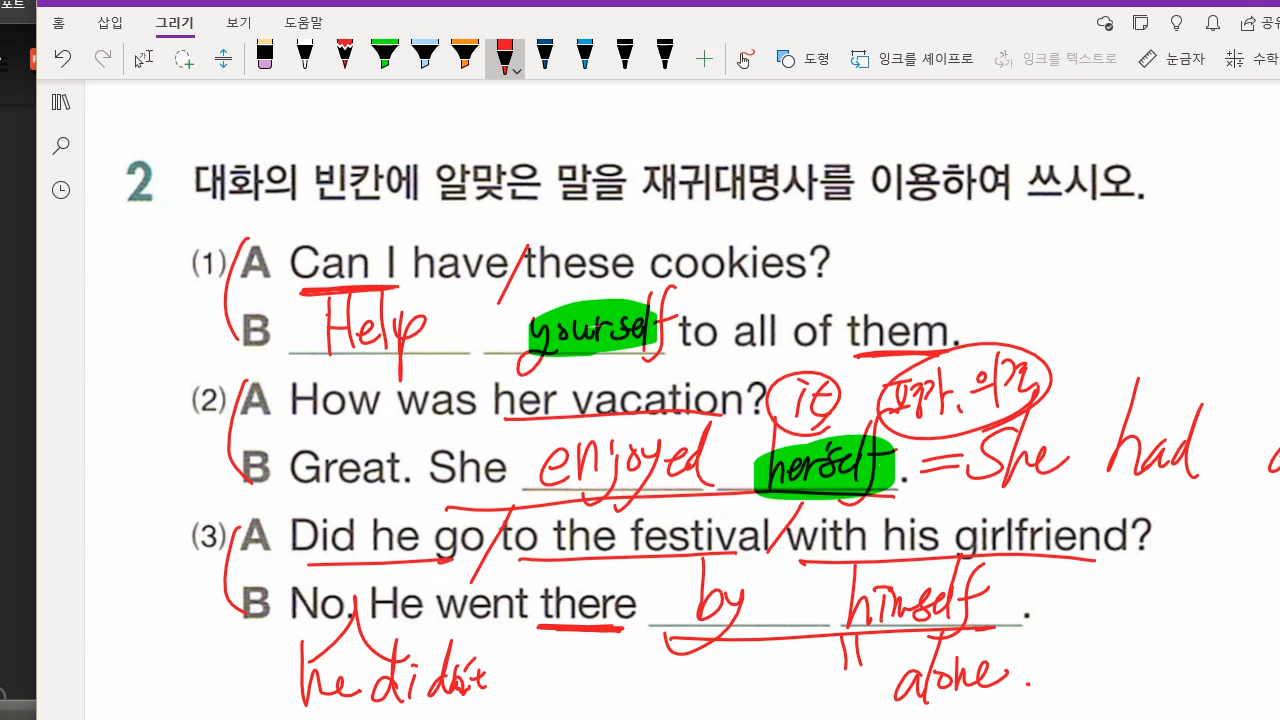 포트
홈 삽입 그리기 보기 도움말 공유
도형 잉크를 셰이프로 잉크를 텍스트로 눈금자 수학
2 대화의 빈칸에 알맞은 말을 재귀대명사를 이용하여 쓰시오.
(1) A Can I have these cookies?
B Help yourself to all of them.
(2) A How was her vacation? it
B Great. She enjoyed herself. = She had
(3) A Did he go to the festival with his girlfriend?
B No. He went there by himself.
he didn't alone.